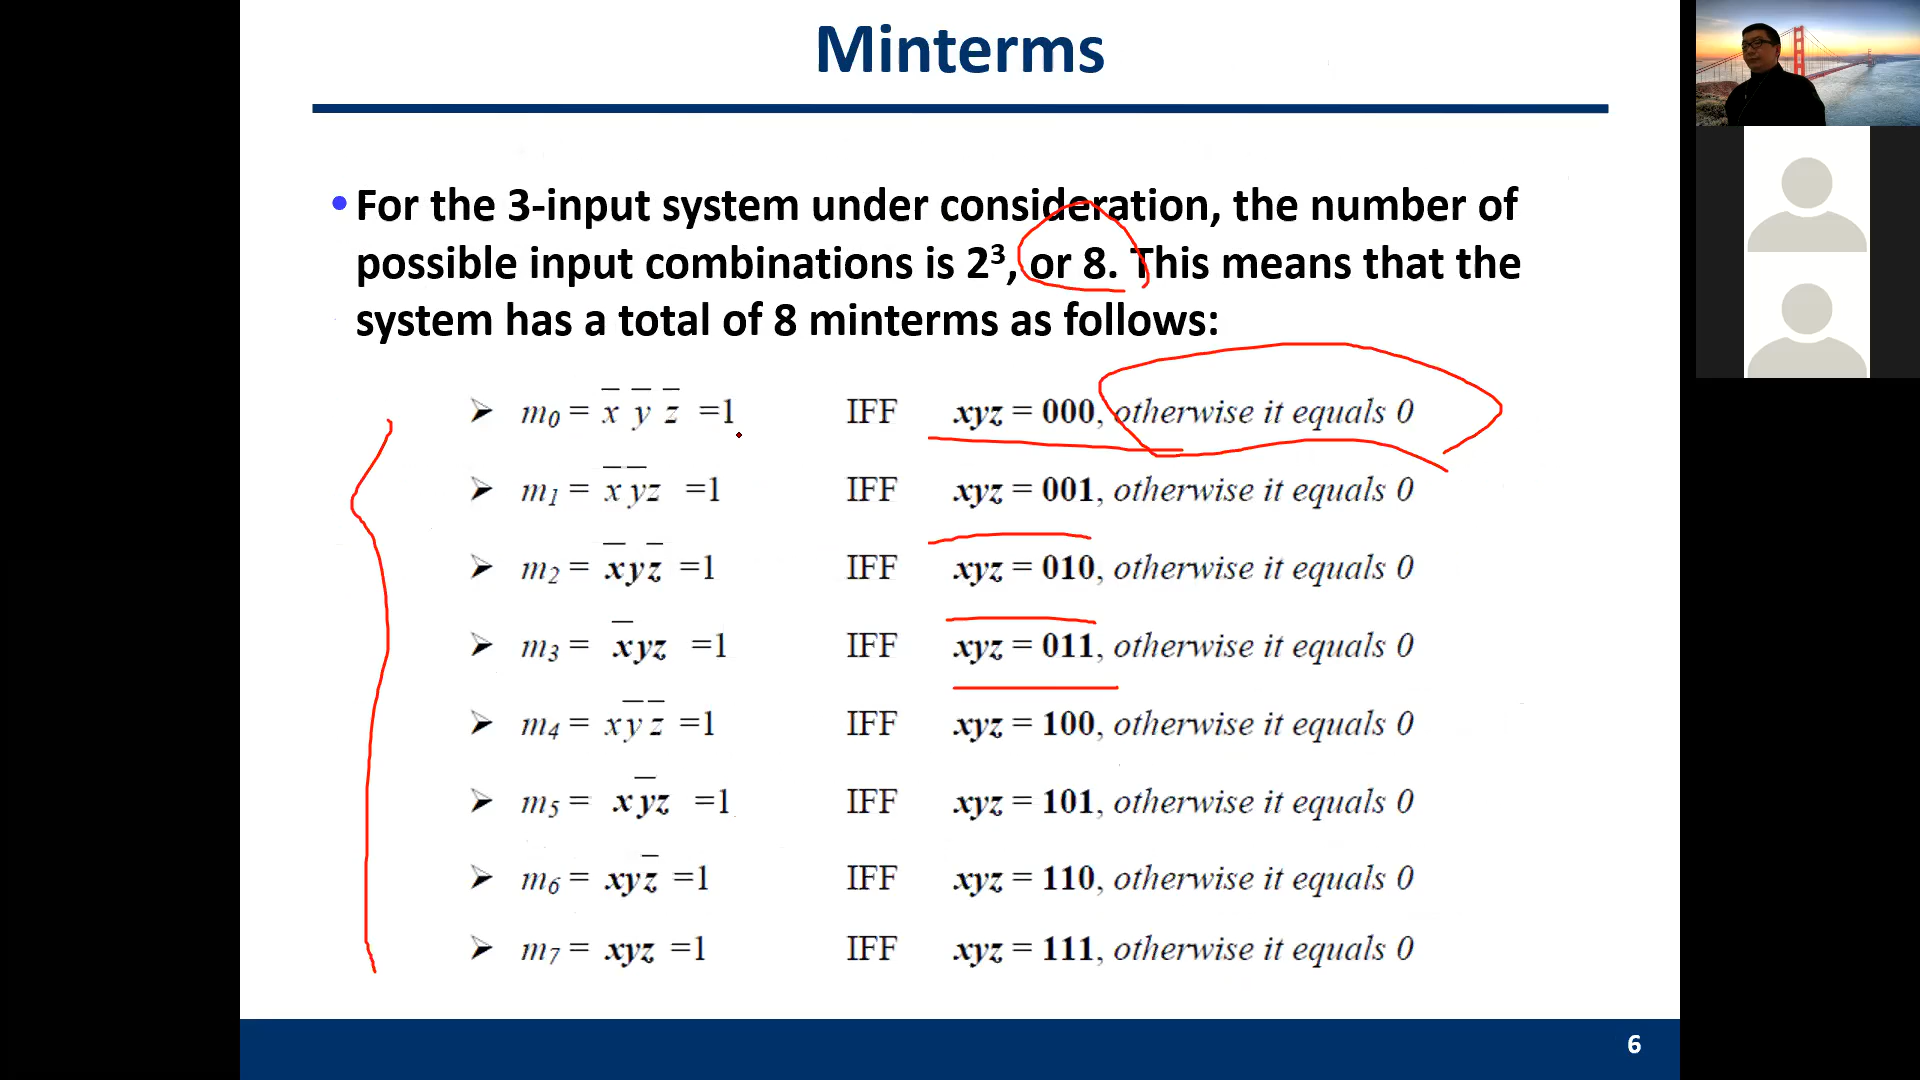 Minterms
• For the 3-input system under consideration, the number of
possible input combinations is 2³, or 8. This means that the
system has a total of 8 minterms as follows:
➢ m₀ = x̅ y̅ z̅ =1 IFF xyz = 000, otherwise it equals 0
➢ m₁ = x̅ y̅z =1 IFF xyz = 001, otherwise it equals 0
➢ m₂ = x̅yz̅ =1 IFF xyz = 010, otherwise it equals 0
➢ m₃ = x̅yz =1 IFF xyz = 011, otherwise it equals 0
➢ m₄ = xy̅ z̅ =1 IFF xyz = 100, otherwise it equals 0
➢ m₅ = xy̅z =1 IFF xyz = 101, otherwise it equals 0
➢ m₆ = xyz̅ =1 IFF xyz = 110, otherwise it equals 0
➢ m₇ = xyz =1 IFF xyz = 111, otherwise it equals 0
6